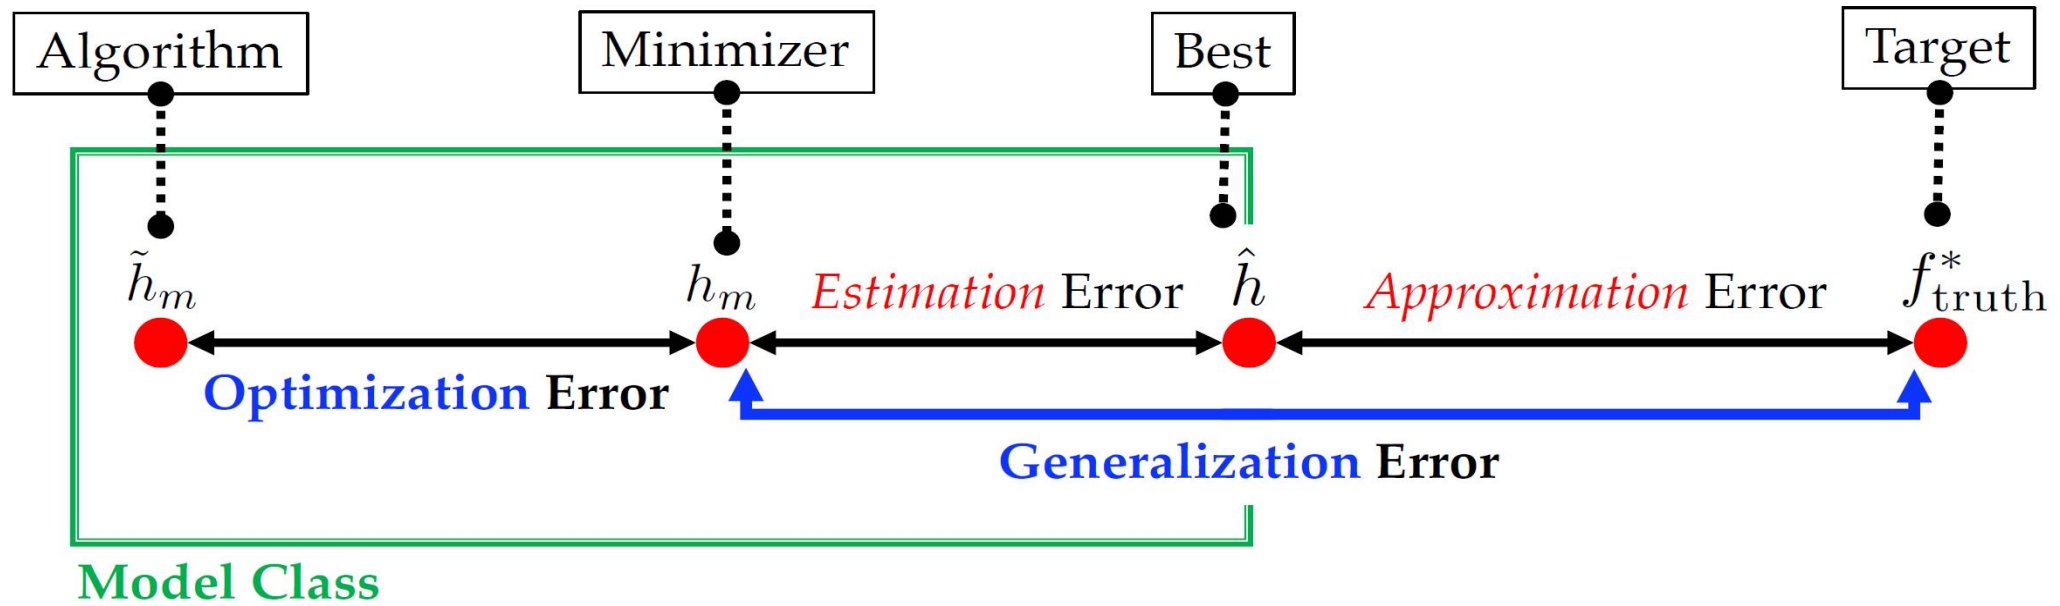 Algorithm Minimizer Best Target
h̃ₘ hₘ Estimation Error ĥ Approximation Error f*truth
Optimization Error
Generalization Error
Model Class